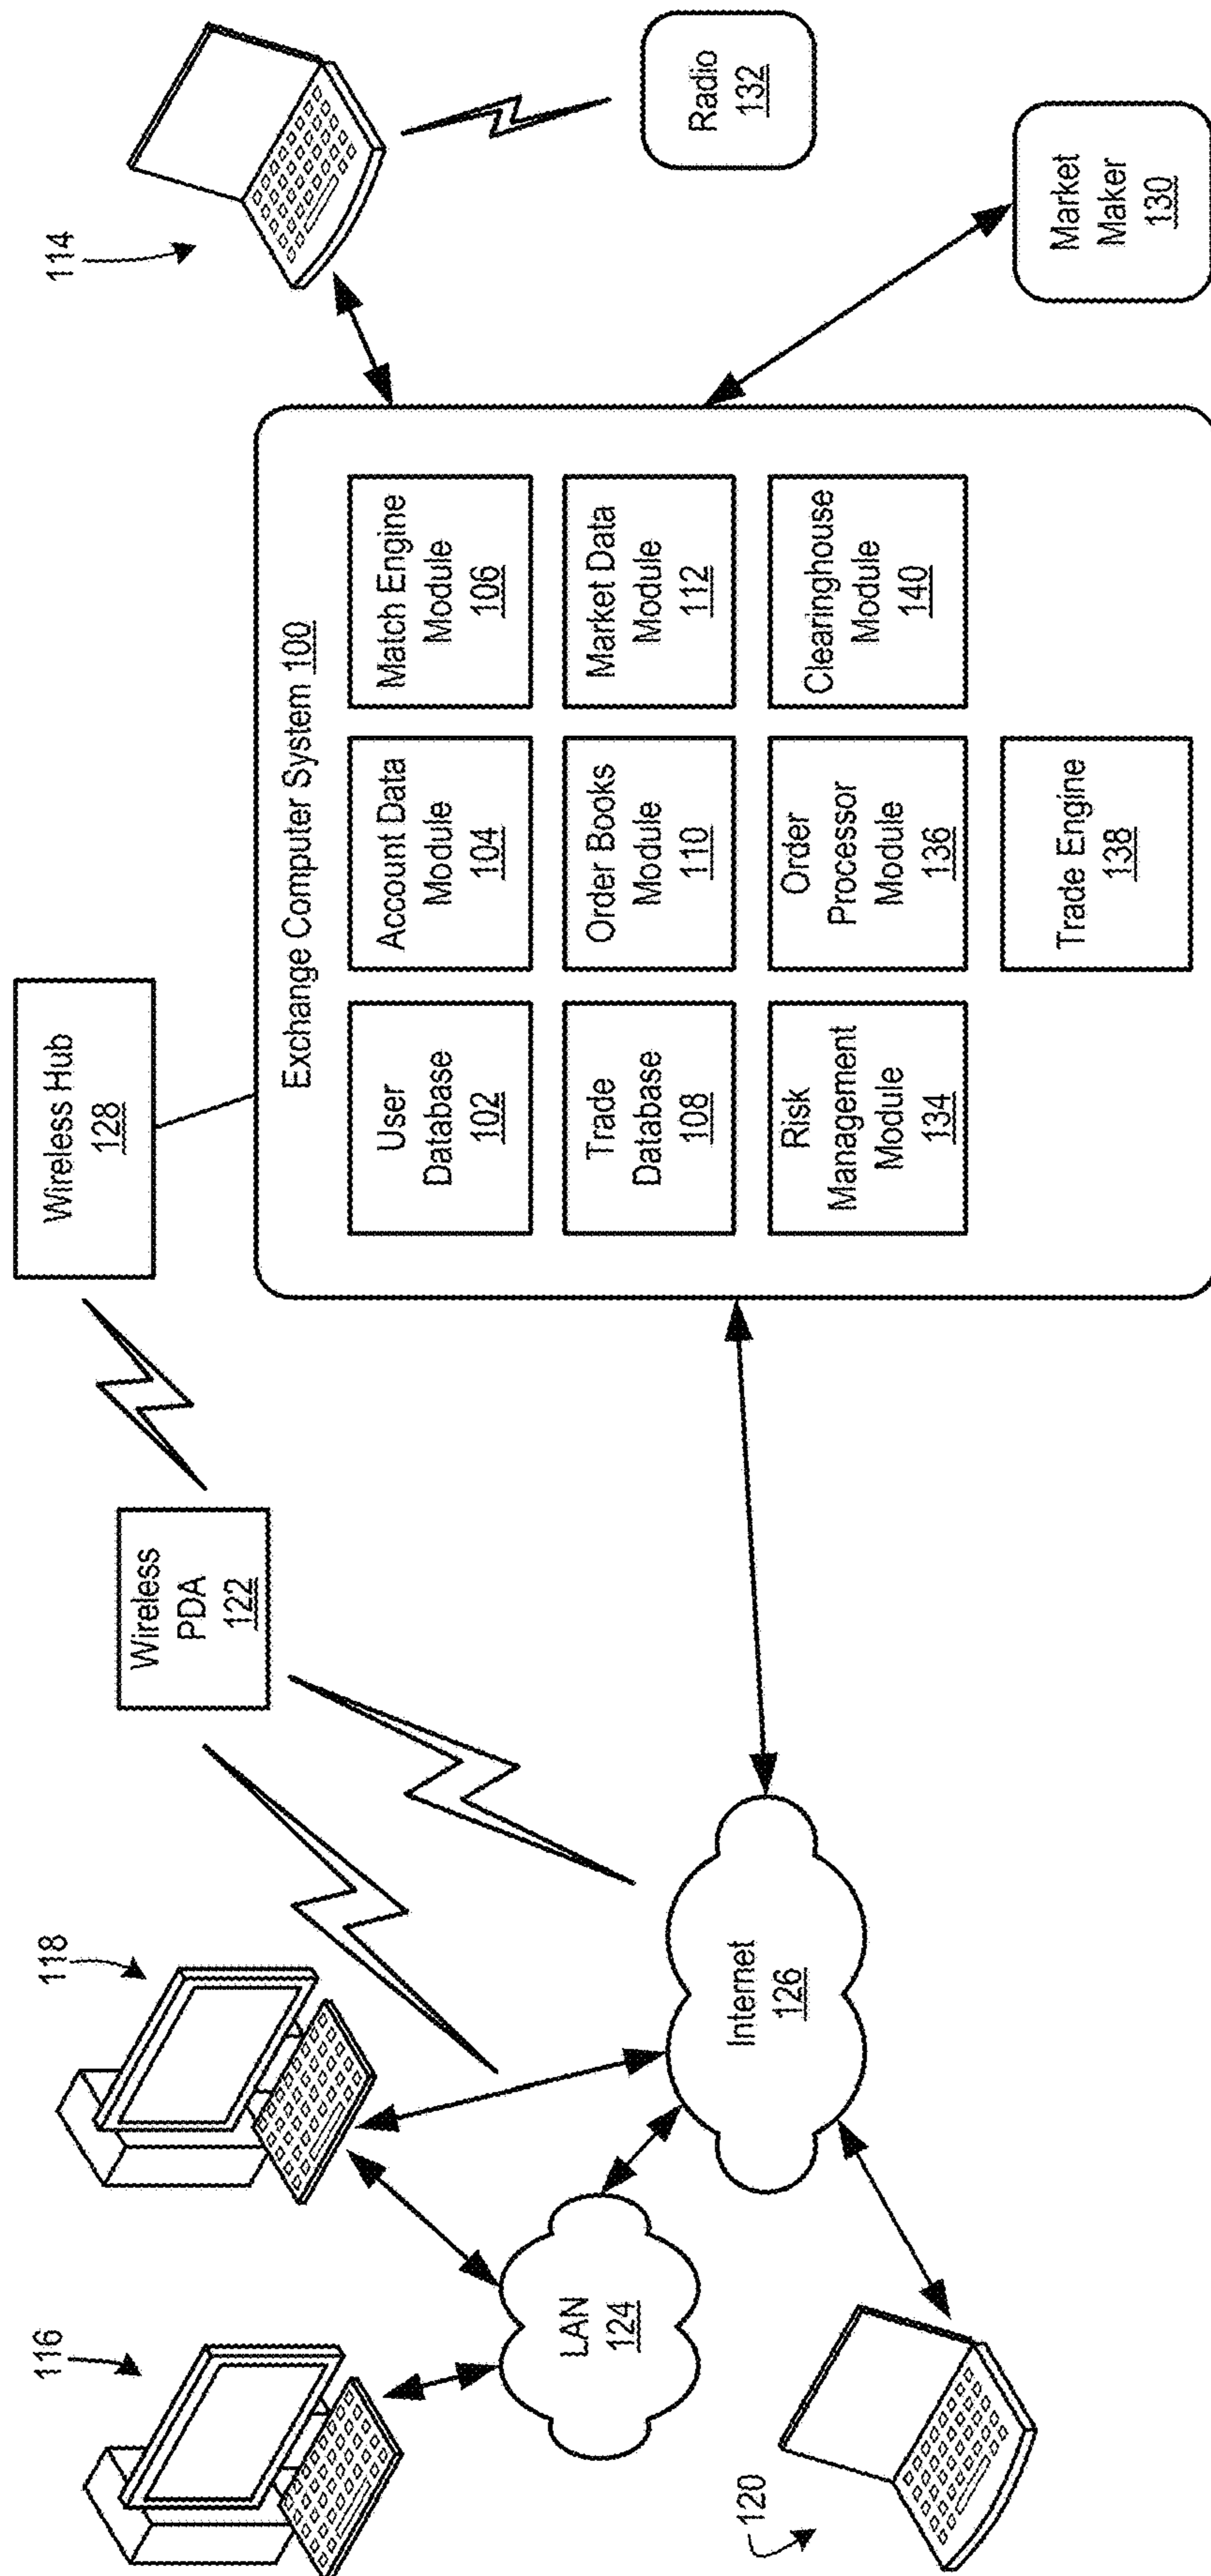 116
118
114
Wireless
PDA
122
Wireless Hub
128
Exchange Computer System 100
User
Database
102
Account Data
Module
104
Match Engine
Module
106
Trade
Database
108
Order Books
Module
110
Market Data
Module
112
Risk
Management
Module
134
Order
Processor
Module
136
Clearinghouse
Module
140
Trade Engine
138
LAN
124
Internet
126
120
Radio
132
Market
Maker
130